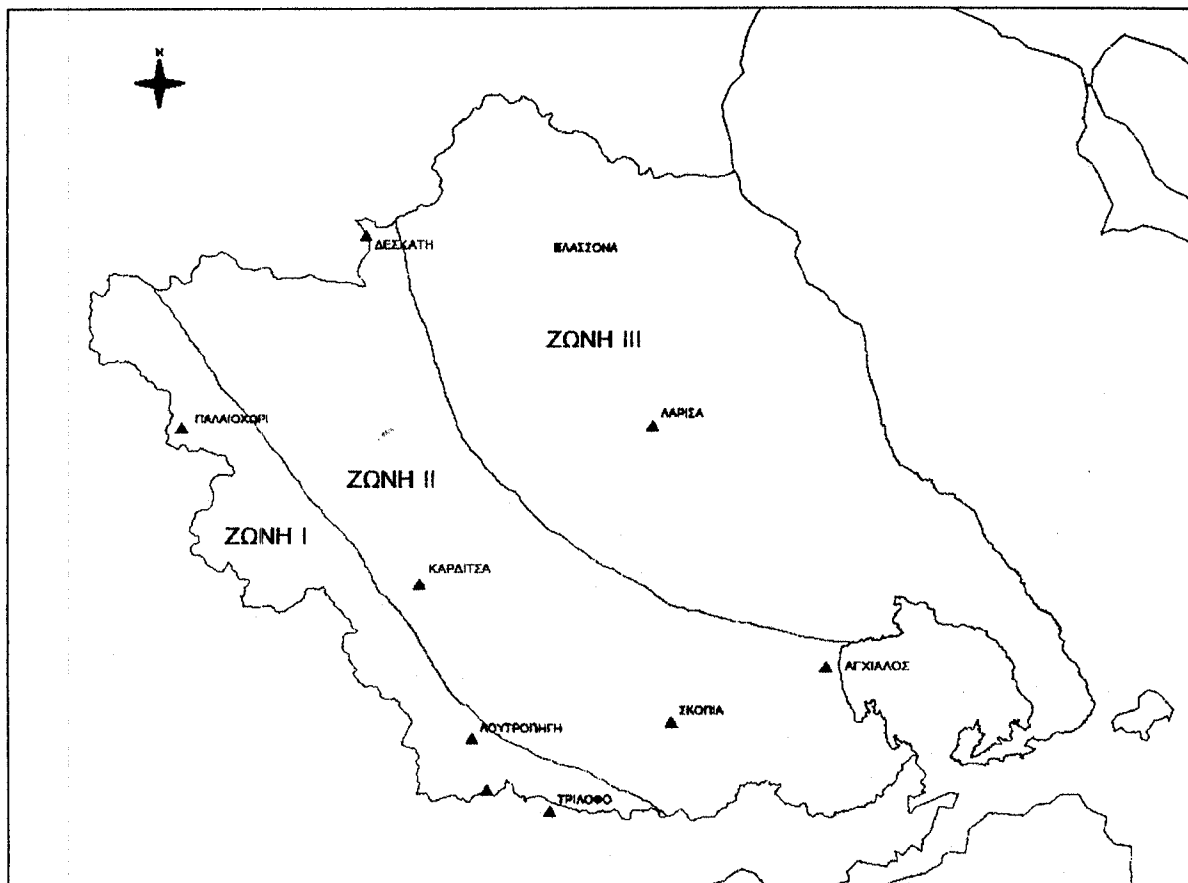 N
ΔΕΣΚΑΤΗ
ΕΛΑΣΣΟΝΑ
ΖΩΝΗ III
ΠΑΛΑΙΟΧΩΡΙ
ΛΑΡΙΣΑ
ΖΩΝΗ II
ΖΩΝΗ I
ΚΑΡΔΙΤΣΑ
ΑΓΧΙΑΛΟΣ
ΣΚΟΠΙΑ
ΛΟΥΤΡΟΠΗΓΗ
ΤΡΙΛΟΦΟ